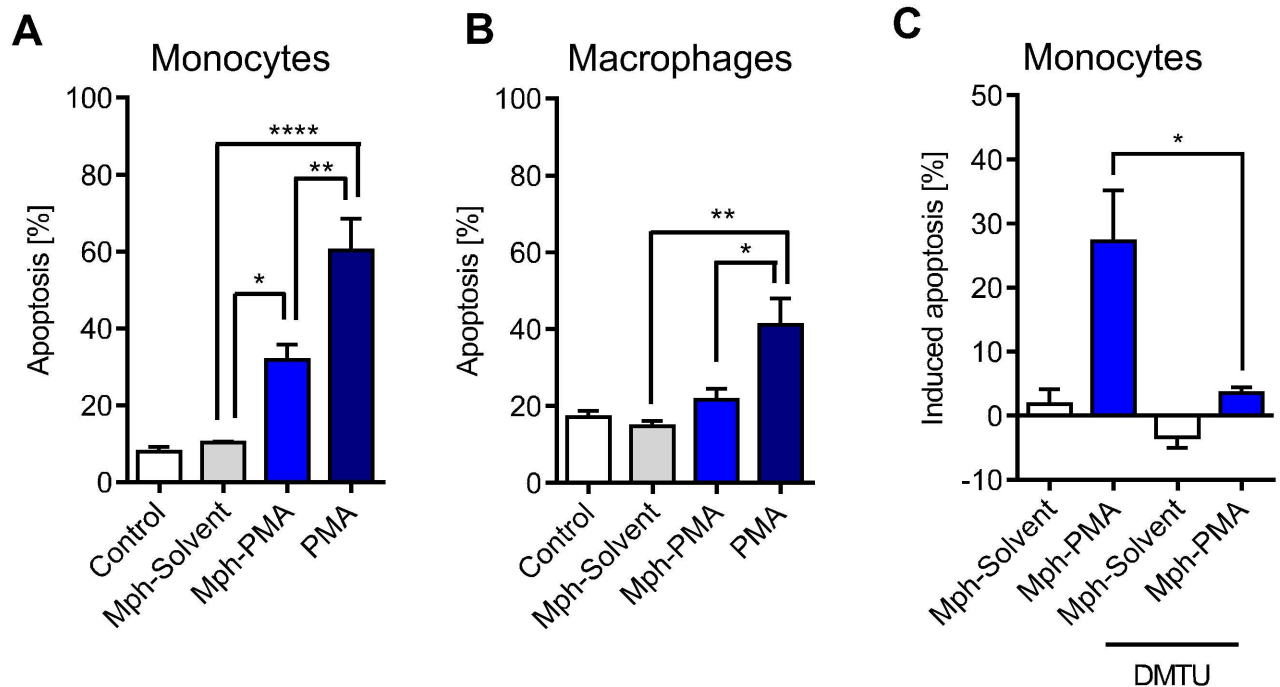 A
Monocytes
Apoptosis [%]
100
80
60
40
20
0
****
**
*
Control
Mph-Solvent
Mph-PMA
PMA
B
Macrophages
Apoptosis [%]
100
80
60
40
20
0
**
*
Control
Mph-Solvent
Mph-PMA
PMA
C
Monocytes
Induced apoptosis [%]
50
40
30
20
10
0
-10
*
Mph-Solvent
Mph-PMA
Mph-Solvent
Mph-PMA
DMTU